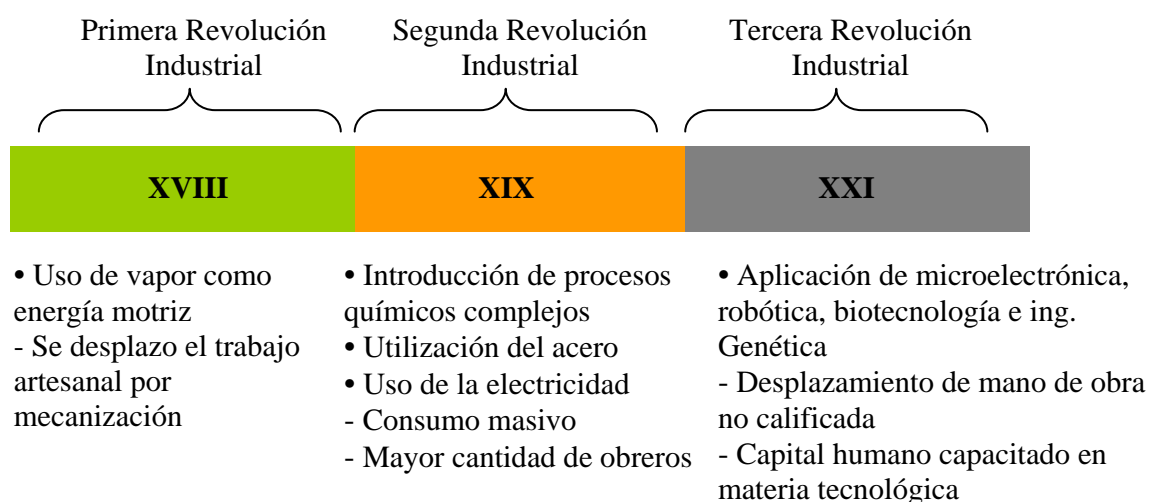 Primera Revolución
Industrial
Segunda Revolución
Industrial
Tercera Revolución
Industrial
XVIII
XIX
XXI
• Uso de vapor como
energía motriz
- Se desplazo el trabajo
artesanal por
mecanización
• Introducción de procesos
químicos complejos
• Utilización del acero
• Uso de la electricidad
- Consumo masivo
- Mayor cantidad de obreros
• Aplicación de microelectrónica,
robótica, biotecnología e ing.
Genética
- Desplazamiento de mano de obra
no calificada
- Capital humano capacitado en
materia tecnológica